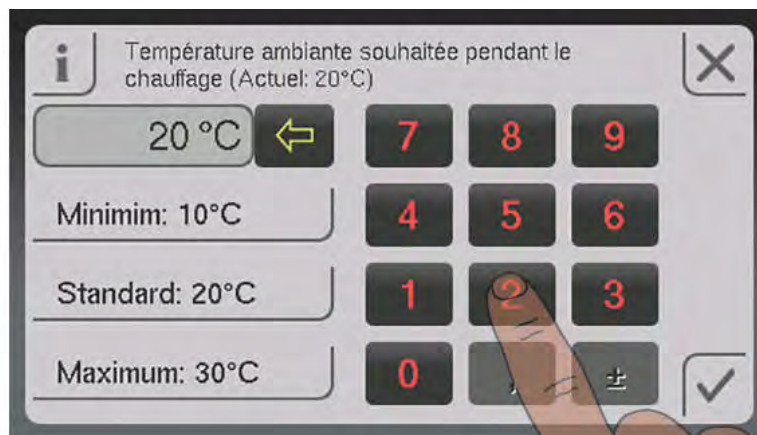 i
Température ambiante souhaitée pendant le
chauffage (Actuel: 20°C)
20 °C
7 8 9
Minimim: 10°C
4 5 6
Standard: 20°C
1 2 3
Maximum: 30°C
0 , ±